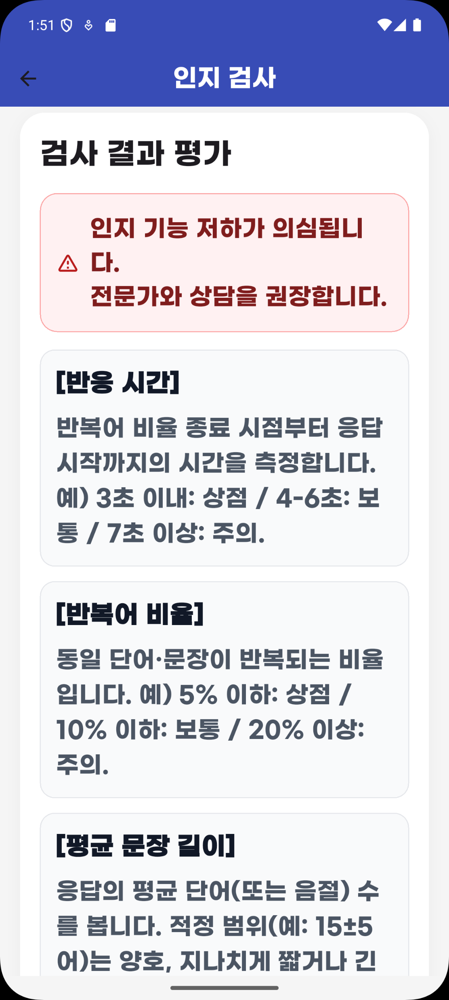 1:51
인지 검사
검사 결과 평가
인지 기능 저하가 의심됩니
다.
전문가와 상담을 권장합니다.
[반응 시간]
반복어 비율 종료 시점부터 응답
시작까지의 시간을 측정합니다.
예) 3초 이내: 상점 / 4-6초: 보
통 / 7초 이상: 주의.
[반복어 비율]
동일 단어·문장이 반복되는 비율
입니다. 예) 5% 이하: 상점 /
10% 이하: 보통 / 20% 이상:
주의.
[평균 문장 길이]
응답의 평균 단어(또는 음절) 수
를 봅니다. 적정 범위(예: 15±5
어)는 양호, 지나치게 짧거나 긴